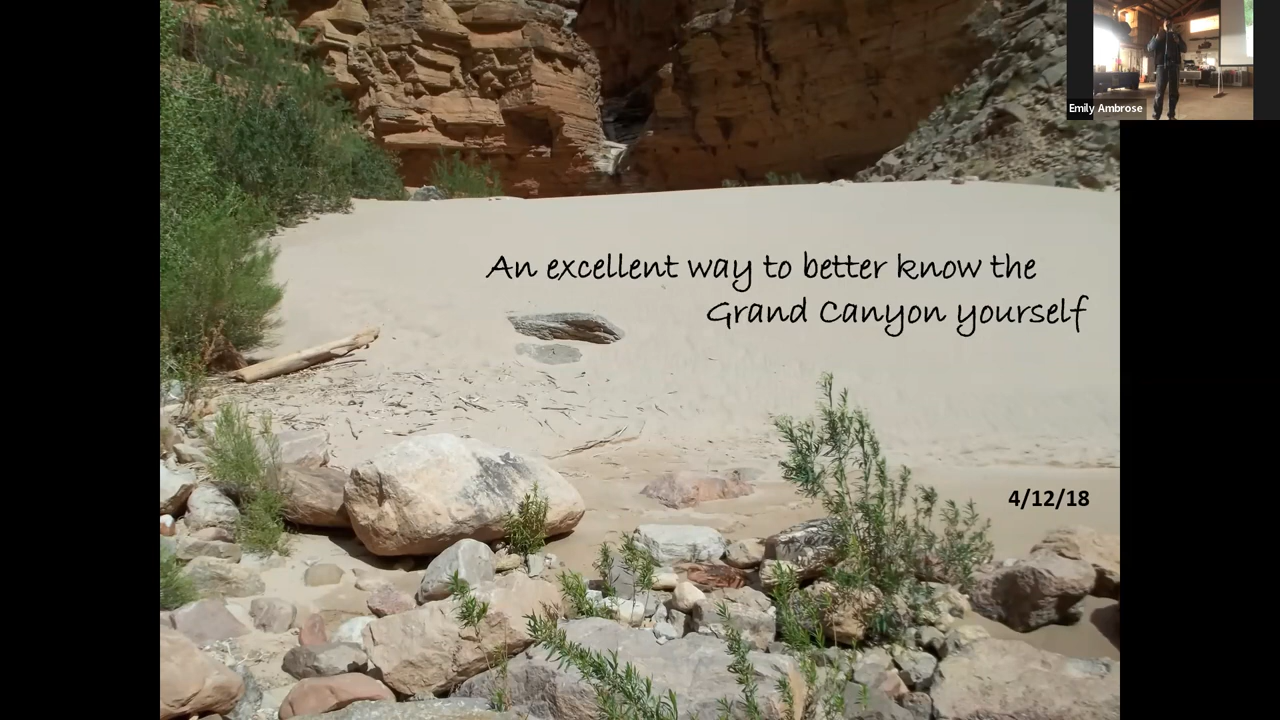 Emily Ambrose
An excellent way to better know the
Grand Canyon yourself
4/12/18